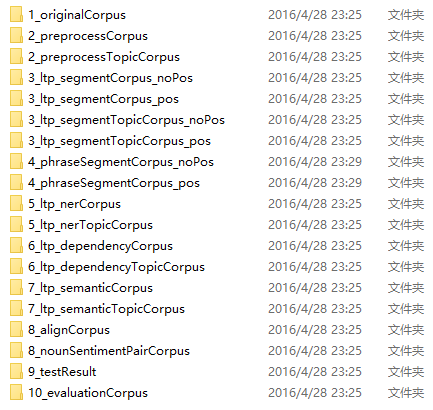 1_originalCorpus 2016/4/28 23:25 文件夹
2_preprocessCorpus 2016/4/28 23:25 文件夹
2_preprocessTopicCorpus 2016/4/28 23:25 文件夹
3_ltp_segmentCorpus_noPos 2016/4/28 23:25 文件夹
3_ltp_segmentCorpus_pos 2016/4/28 23:25 文件夹
3_ltp_segmentTopicCorpus_noPos 2016/4/28 23:25 文件夹
3_ltp_segmentTopicCorpus_pos 2016/4/28 23:25 文件夹
4_phraseSegmentCorpus_noPos 2016/4/28 23:29 文件夹
4_phraseSegmentCorpus_pos 2016/4/28 23:29 文件夹
5_ltp_nerCorpus 2016/4/28 23:25 文件夹
5_ltp_nerTopicCorpus 2016/4/28 23:25 文件夹
6_ltp_dependencyCorpus 2016/4/28 23:25 文件夹
6_ltp_dependencyTopicCorpus 2016/4/28 23:25 文件夹
7_ltp_semanticCorpus 2016/4/28 23:25 文件夹
7_ltp_semanticTopicCorpus 2016/4/28 23:25 文件夹
8_alignCorpus 2016/4/28 23:25 文件夹
8_nounSentimentPairCorpus 2016/4/28 23:25 文件夹
9_testResult 2016/4/28 23:25 文件夹
10_evaluationCorpus 2016/4/28 23:25 文件夹